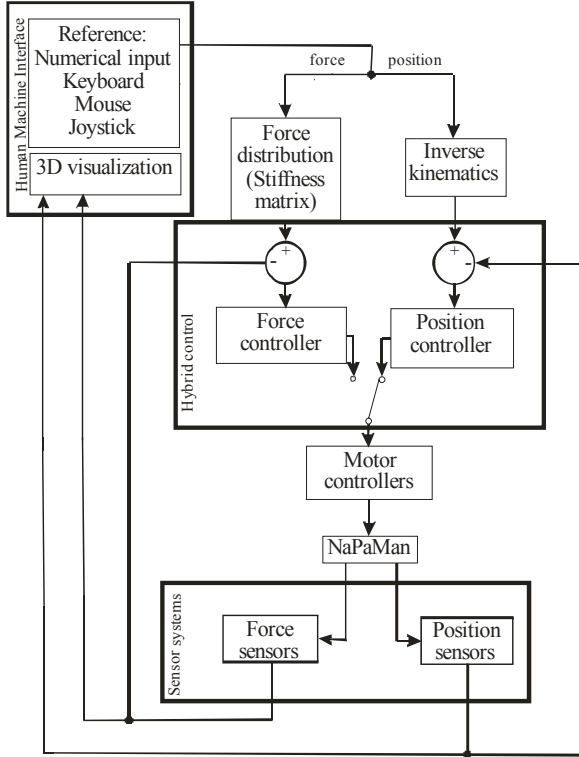 Human Machine Interface
Reference:
Numerical input
Keyboard
Mouse
Joystick
3D visualization
force
position
Force
distribution
(Stiffness
matrix)
Inverse
kinematics
Hybrid control
+
-
+
-
Force
controller
Position
controller
Motor
controllers
NaPaMan
Sensor systems
Force
sensors
Position
sensors